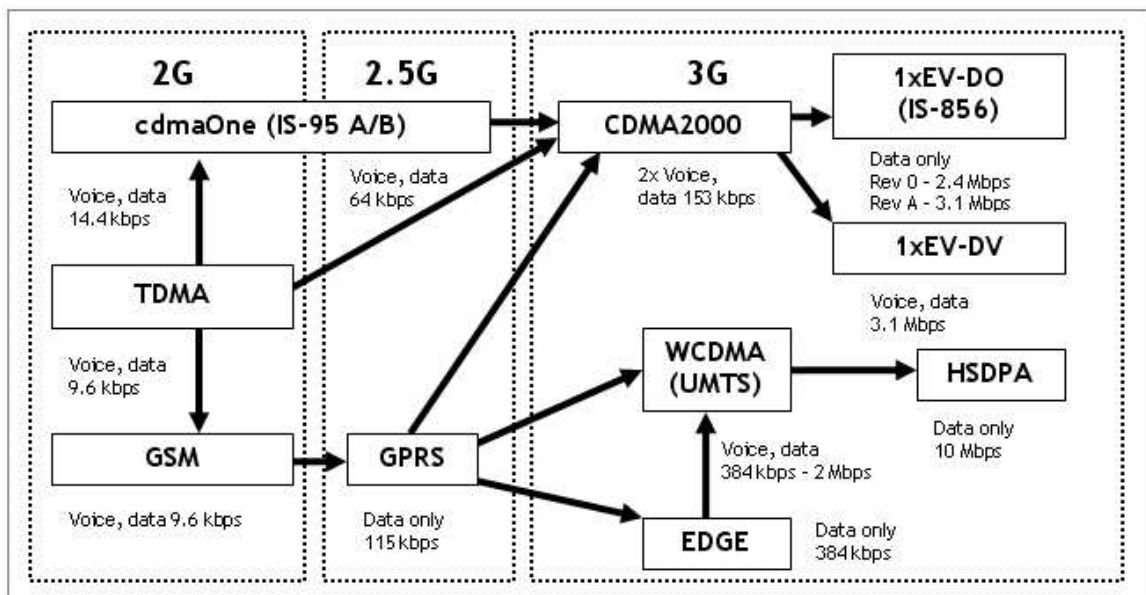 2G
2.5G
3G
cdmaOne (IS-95 A/B)
Voice, data
14.4 kbps
Voice, data
64 kbps
CDMA2000
2x Voice,
data 153 kbps
1xEV-DO
(IS-856)
Data only
Rev 0 - 2.4 Mbps
Rev A - 3.1 Mbps
1xEV-DV
Voice, data
3.1 Mbps
TDMA
Voice, data
9.6 kbps
WCDMA
(UMTS)
Voice, data
384 kbps - 2 Mbps
HSDPA
Data only
10 Mbps
GSM
Voice, data 9.6 kbps
GPRS
Data only
115 kbps
EDGE
Data only
384 kbps